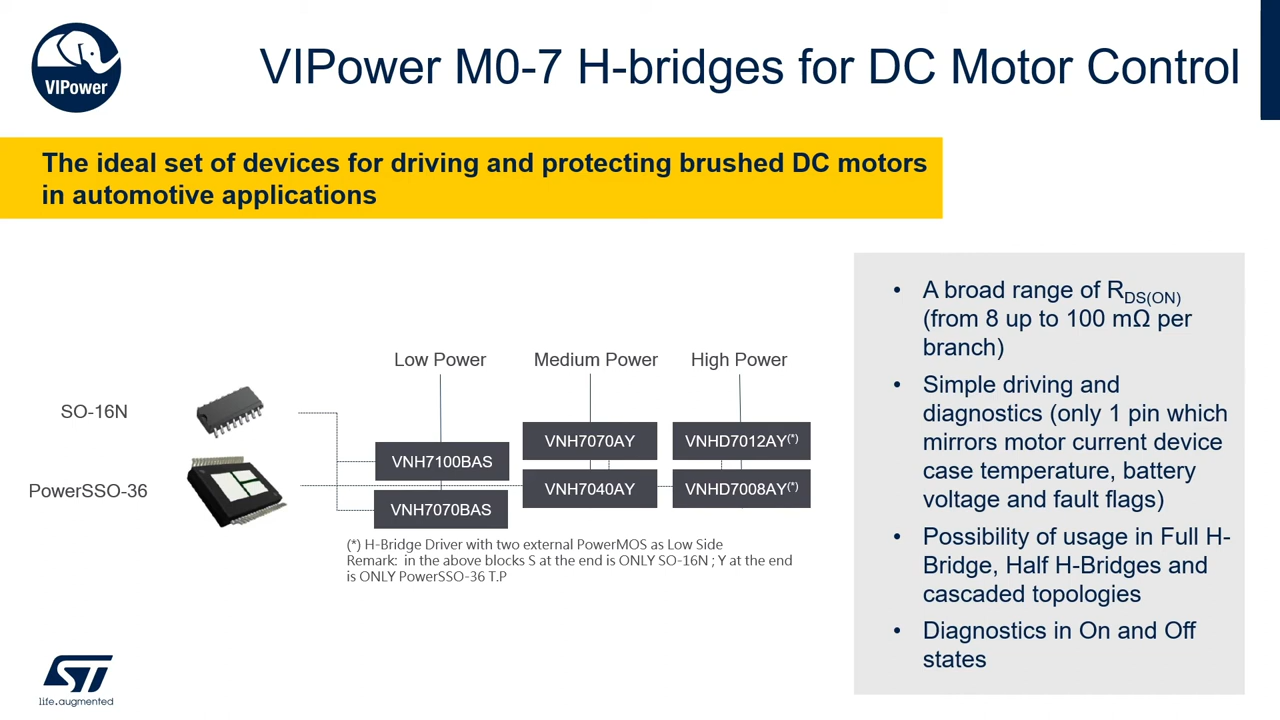 VIPower
VIPower M0-7 H-bridges for DC Motor Control
The ideal set of devices for driving and protecting brushed DC motors
in automotive applications
Low Power
Medium Power
High Power
SO-16N
PowerSSO-36
VNH7100BAS
VNH7070BAS
VNH7070AY
VNH7040AY
VNHD7012AY(*)
VNHD7008AY(*)
(*) H-Bridge Driver with two external PowerMOS as Low Side
Remark: in the above blocks S at the end is ONLY SO-16N ; Y at the end
is ONLY PowerSSO-36 T.P
• A broad range of RDS(ON)
(from 8 up to 100 mΩ per
branch)
• Simple driving and
diagnostics (only 1 pin which
mirrors motor current device
case temperature, battery
voltage and fault flags)
• Possibility of usage in Full H-
Bridge, Half H-Bridges and
cascaded topologies
• Diagnostics in On and Off
states
ST
life.augmented